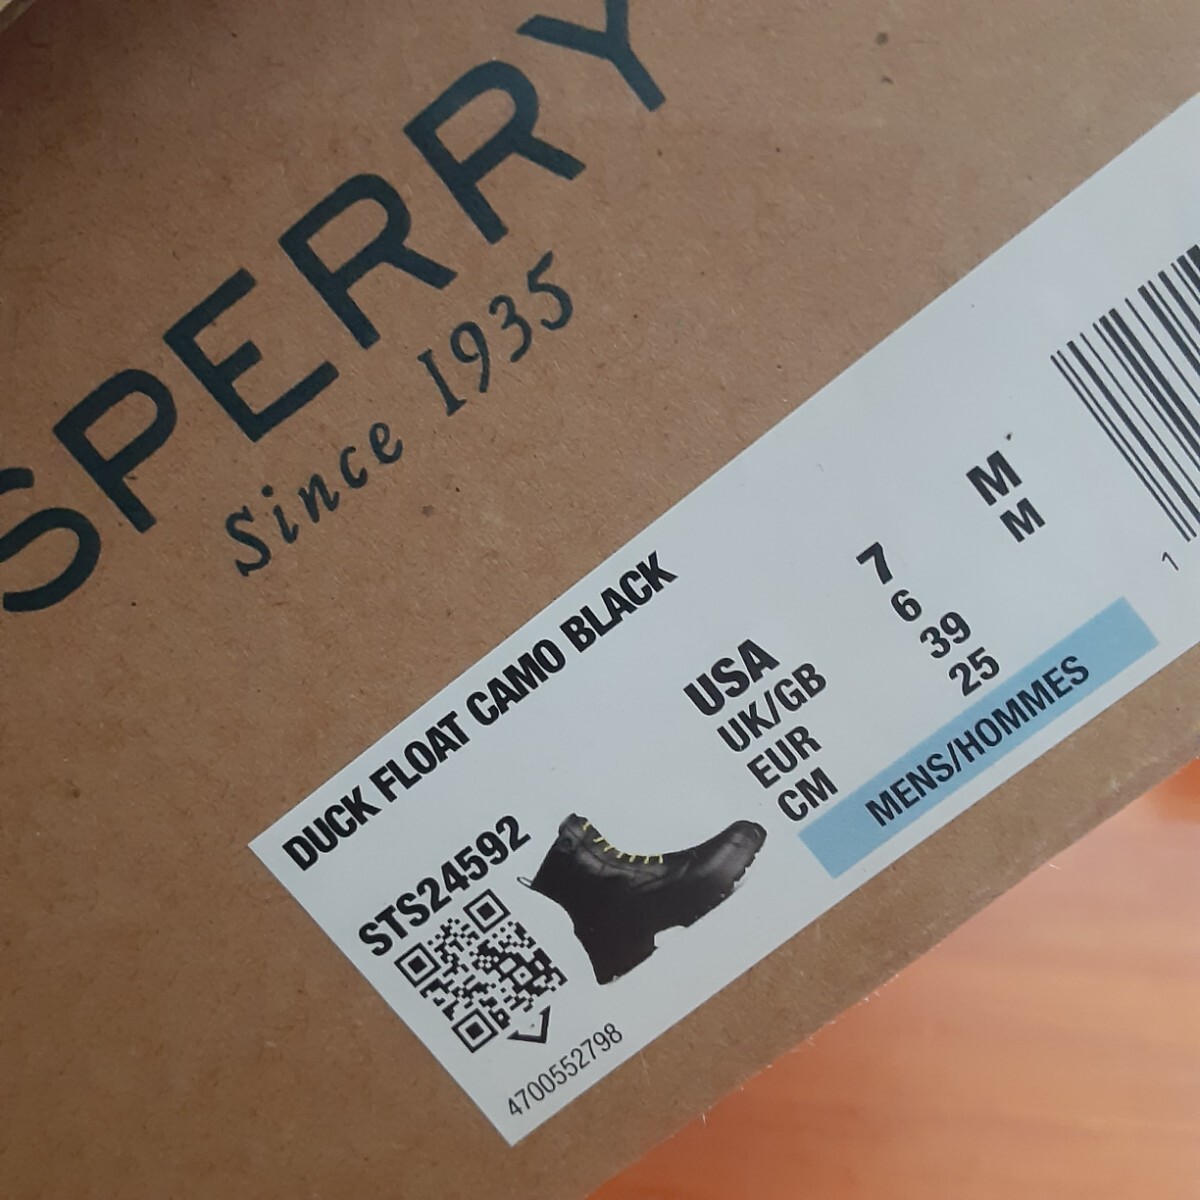 SPERRY
Since 1935
DUCK FLOAT CAMO BLACK
STS24592
USA 7 M
UK/GB 6 M
EUR 39
CM 25
MENS/HOMMES
4700552798
1